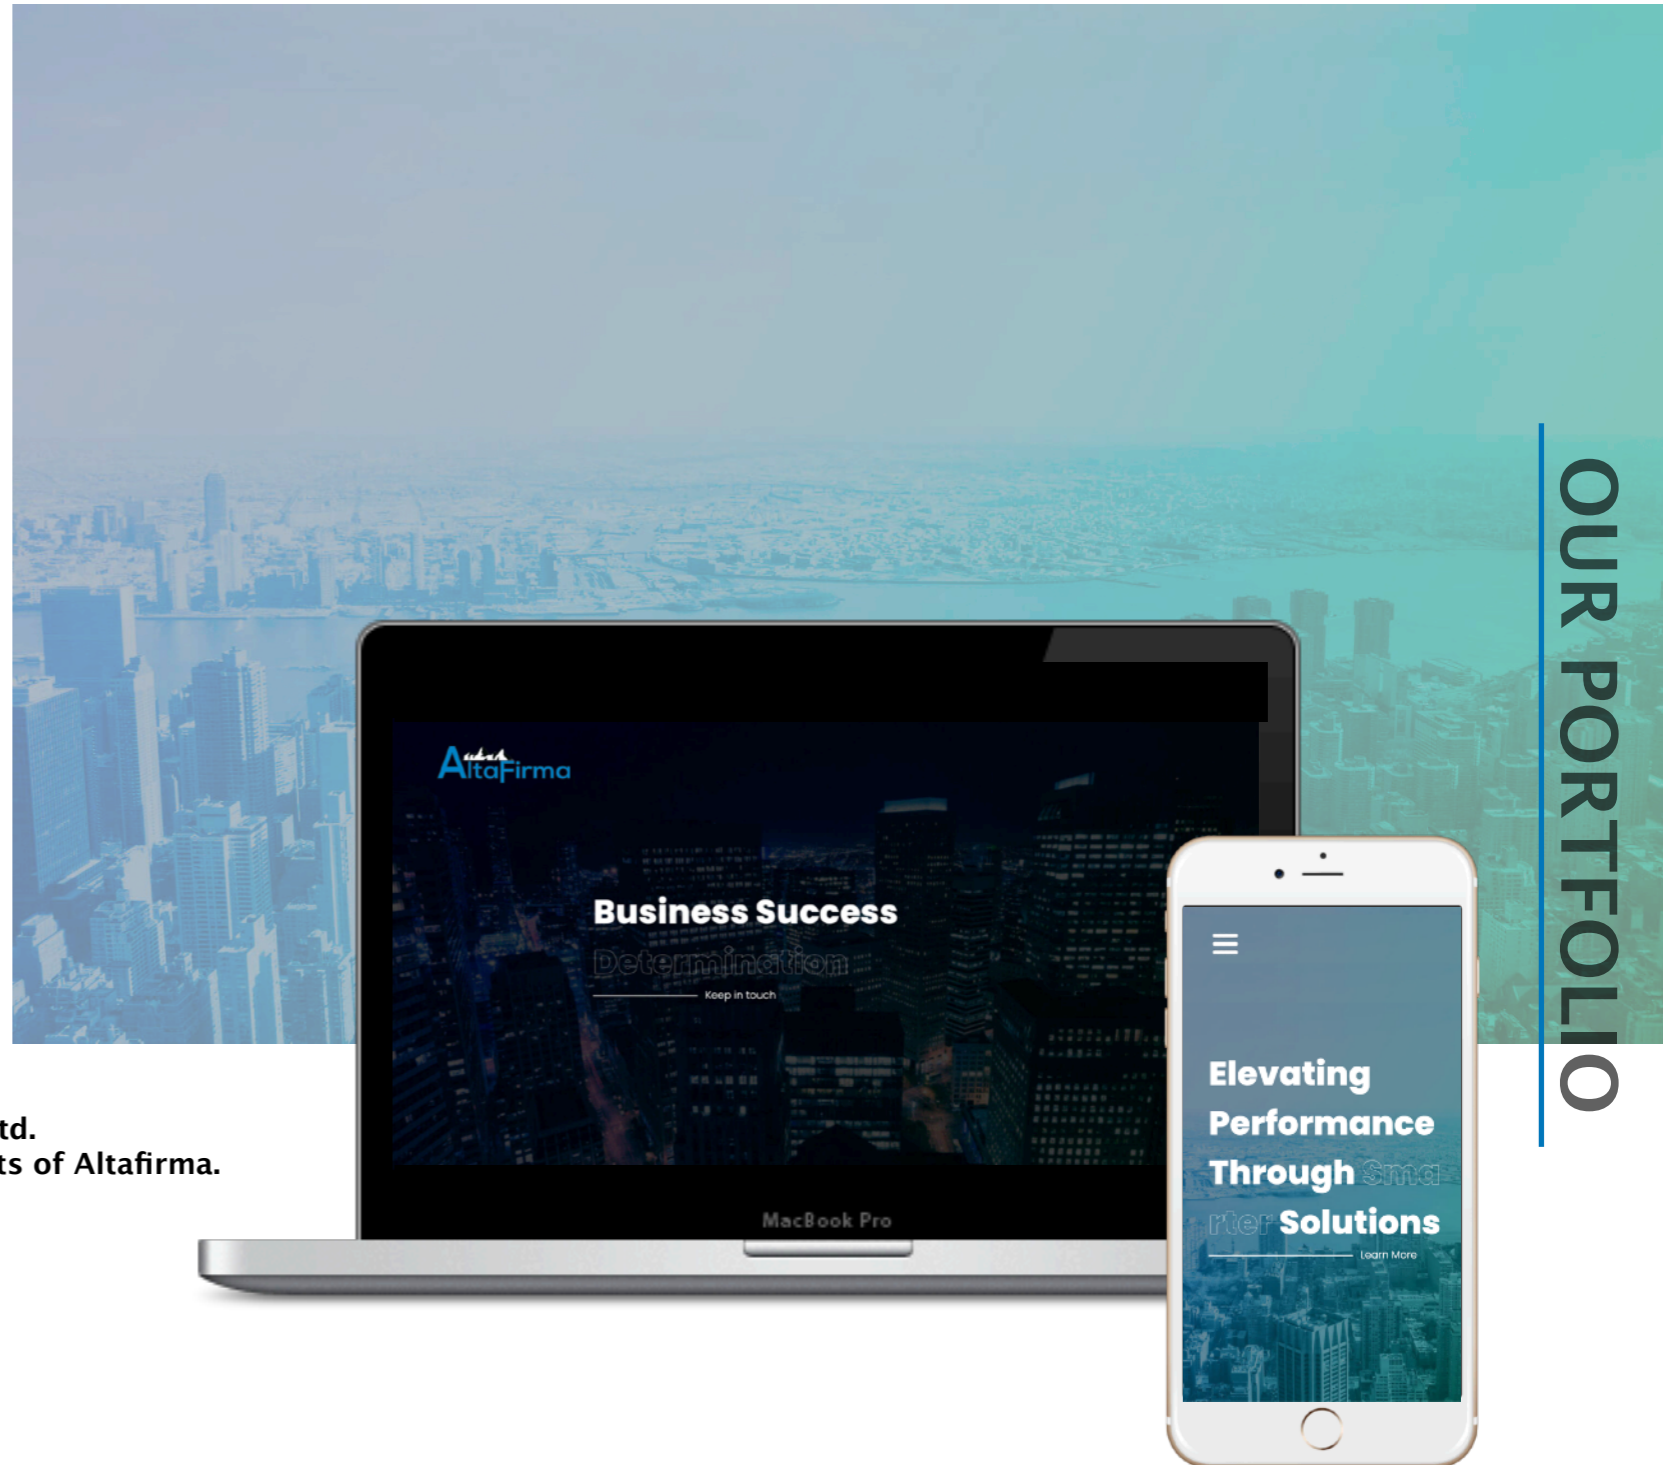 OUR PORTFOLIO
AltaFirma
Business Success
Determination
Keep in touch
MacBook Pro
Elevating
Performance
Through Sma
rter Solutions
Learn More
td.
ts of Altafirma.